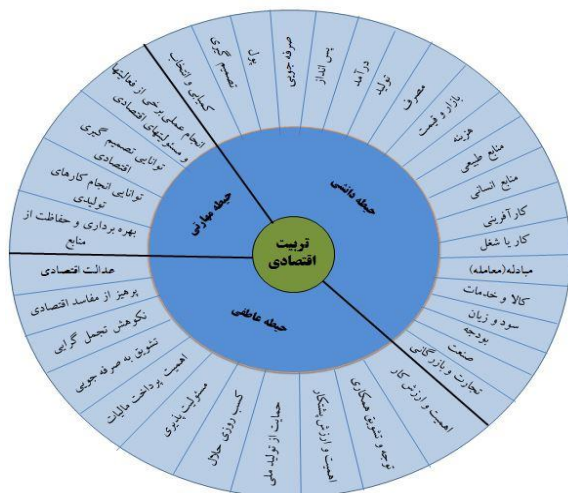 تربیت
اقتصادی
حیطه دانشی
کمیابی و انتخاب
تصمیم گیری
پول
صرفه جویی
پس انداز
درآمد
تولید
مصرف
بازار و قیمت
هزینه
منابع طبیعی
منابع انسانی
کارآفرینی
کار یا شغل
مبادله(معامله)
کالا و خدمات
سود و زیان
بودجه
صنعت
تجارت و بازرگانی
حیطه عاطفی
اهمیت و ارزش کار
توجه و تشویق همکاری
اهمیت و ارزش پشتکار
حمایت از تولید ملی
کسب روزی حلال
مسئولیت پذیری
اهمیت پرداخت مالیات
تشویق به صرفه جویی
نکوهش تجمل گرایی
پرهیز از مفاسد اقتصادی
عدالت اقتصادی
حیطه مهارتی
بهره برداری و حفاظت از
منابع
توانایی انجام کارهای
تولیدی
توانایی تصمیم گیری
اقتصادی
انجام عملی برخی از فعالیتها
و مسئولیتهای اقتصادی